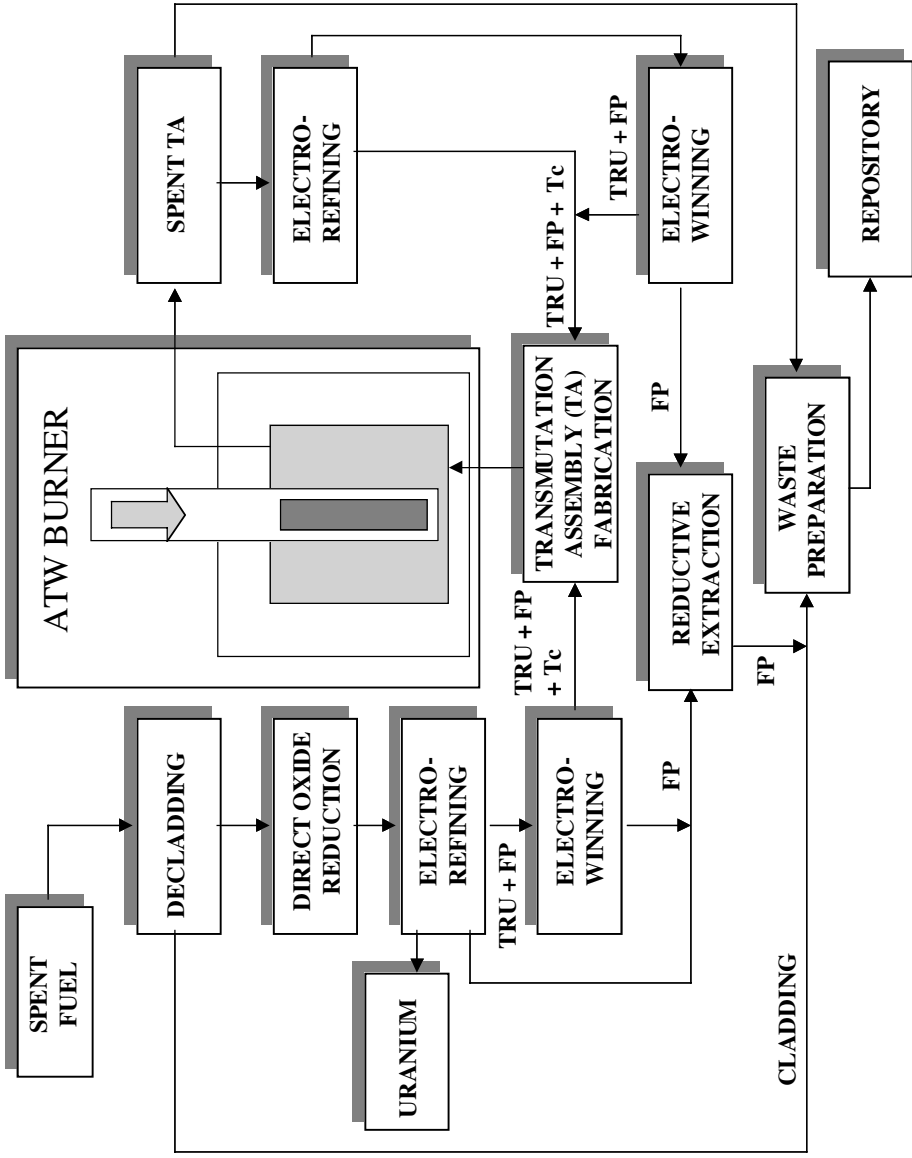 SPENT
FUEL
DECLADDING
DIRECT OXIDE
REDUCTION
ELECTRO-
REFINING
URANIUM
TRU + FP
ELECTRO-
WINNING
FP
TRU + FP
+ Tc
ATW BURNER
TRANSMUTATION
ASSEMBLY (TA)
FABRICATION
SPENT TA
ELECTRO-
REFINING
TRU + FP + Tc
TRU + FP
ELECTRO-
WINNING
FP
REDUCTIVE
EXTRACTION
FP
CLADDING
WASTE
PREPARATION
REPOSITORY